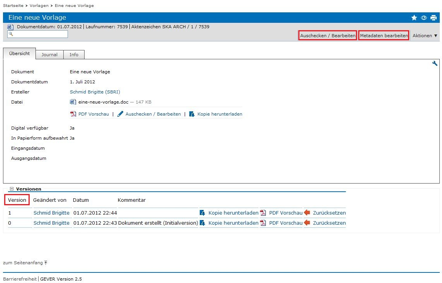 Startseite ▸ Vorlagen ▸ Eine neue Vorlage
Eine neue Vorlage
Dokumentdatum: 01.07.2012 | Laufnummer: 7539 | Aktenzeichen SKA ARCH / 1 / 7539
Auschecken / Bearbeiten Metadaten bearbeiten Aktionen ▼
Übersicht Journal Info
Dokument Eine neue Vorlage
Dokumentdatum 1. Juli 2012
Ersteller Schmid Brigitte (SBRI)
Datei eine-neue-vorlage.doc — 147 KB
PDF Vorschau | Auschecken / Bearbeiten | Kopie herunterladen
Digital verfügbar Ja
In Papierform aufbewahrt Ja
Eingangsdatum
Ausgangsdatum
Versionen
Version Geändert von Datum Kommentar
1 Schmid Brigitte 01.07.2012 22:44 Kopie herunterladen PDF Vorschau Zurücksetzen
0 Schmid Brigitte 01.07.2012 22:43 Dokument erstellt (Initialversion) Kopie herunterladen PDF Vorschau Zurücksetzen
zum Seitenanfang
Barrierefreiheit | GEVER Version 2.5